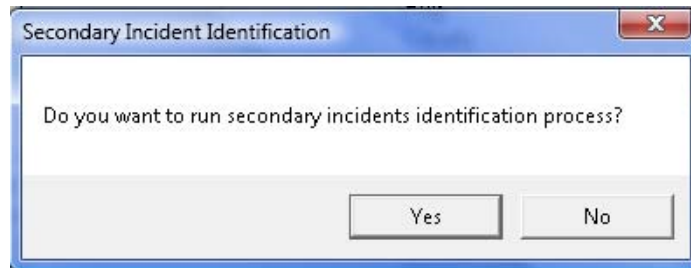 Secondary Incident Identification
Do you want to run secondary incidents identification process?
Yes
No